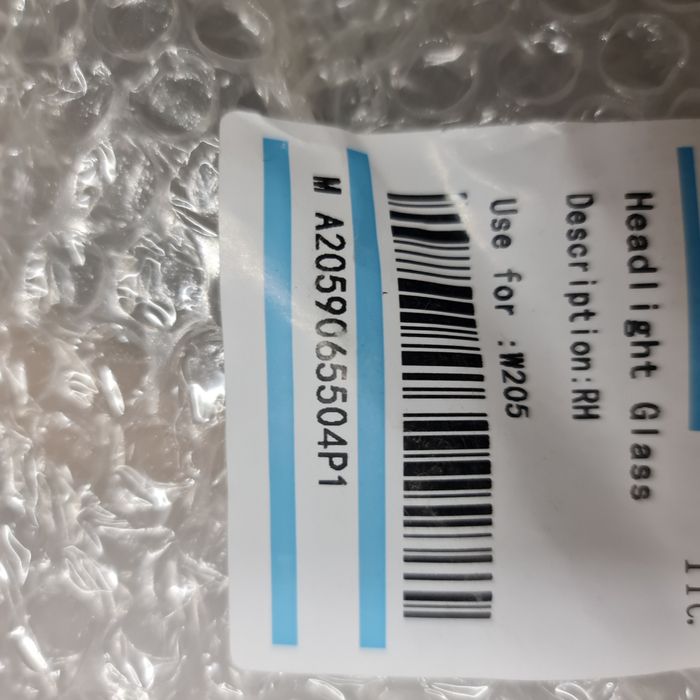 Headlight Glass
Description:RH
Use for :W205
M A2059065504P1